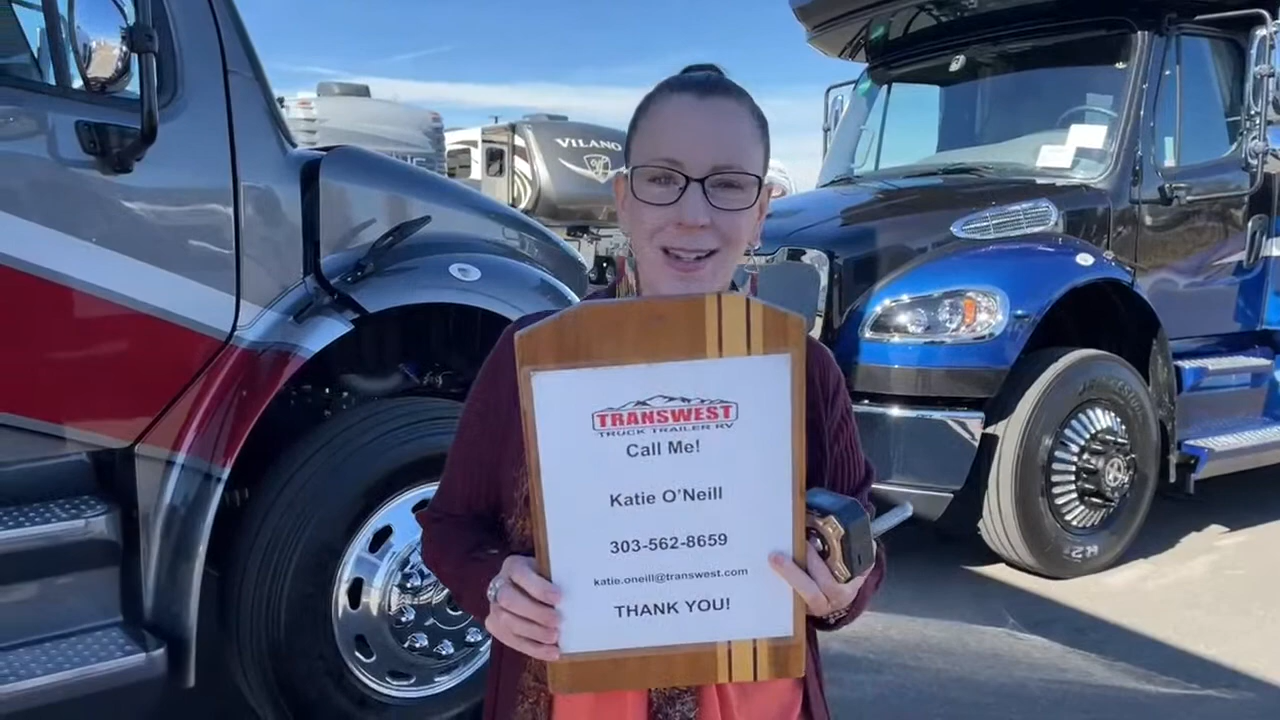 VILANO
TRANSWEST
TRUCK TRAILER RV
Call Me!
Katie O'Neill
303-562-8659
katie.oneill@transwest.com
THANK YOU!